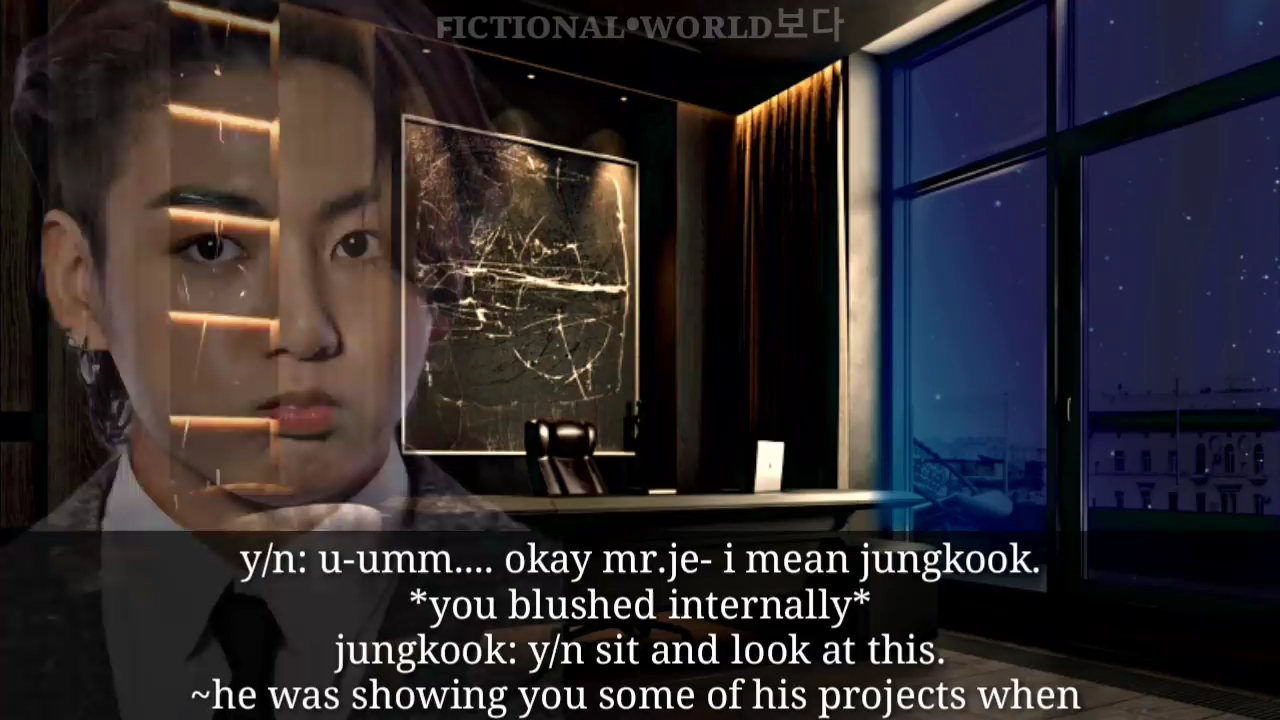 FICTIONAL•WORLD보다
y/n: u-umm.... okay mr.je- i mean jungkook.
*you blushed internally*
jungkook: y/n sit and look at this.
~he was showing you some of his projects when